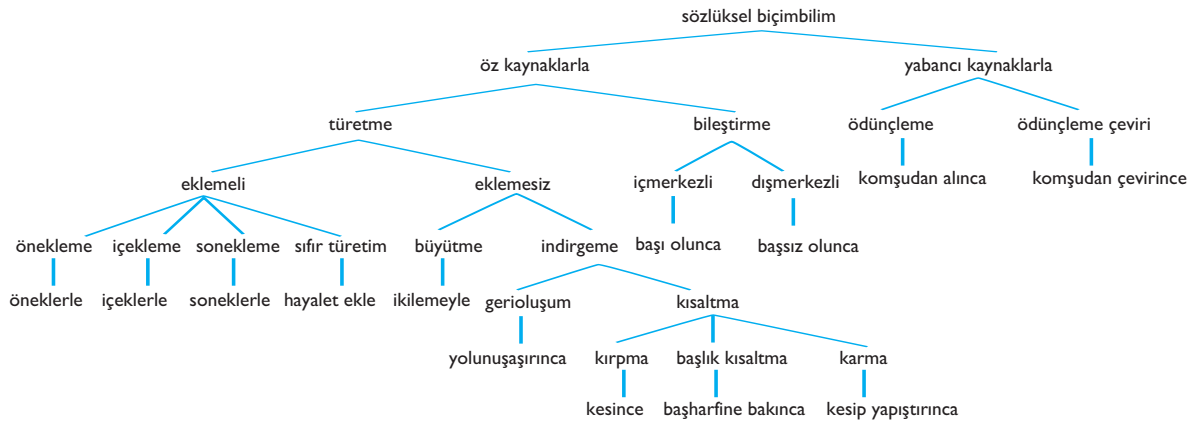 sözlüksel biçimbilim
öz kaynaklarla yabancı kaynaklarla
türetme bileştirme ödünçleme ödünçleme çeviri
eklemeli eklemesiz içmerkezli dışmerkezli komşudan alınca komşudan çevirince
önekleme içekleme sonekleme sıfır türetim büyütme indirgeme başı olunca başsız olunca
öneklerle içeklerle soneklerle hayalet ekle ikilemeyle gerioluşum kısaltma
yolunuşaşırınca kırpma başlık kısaltma karma
kesince başharfine bakınca kesip yapıştırınca